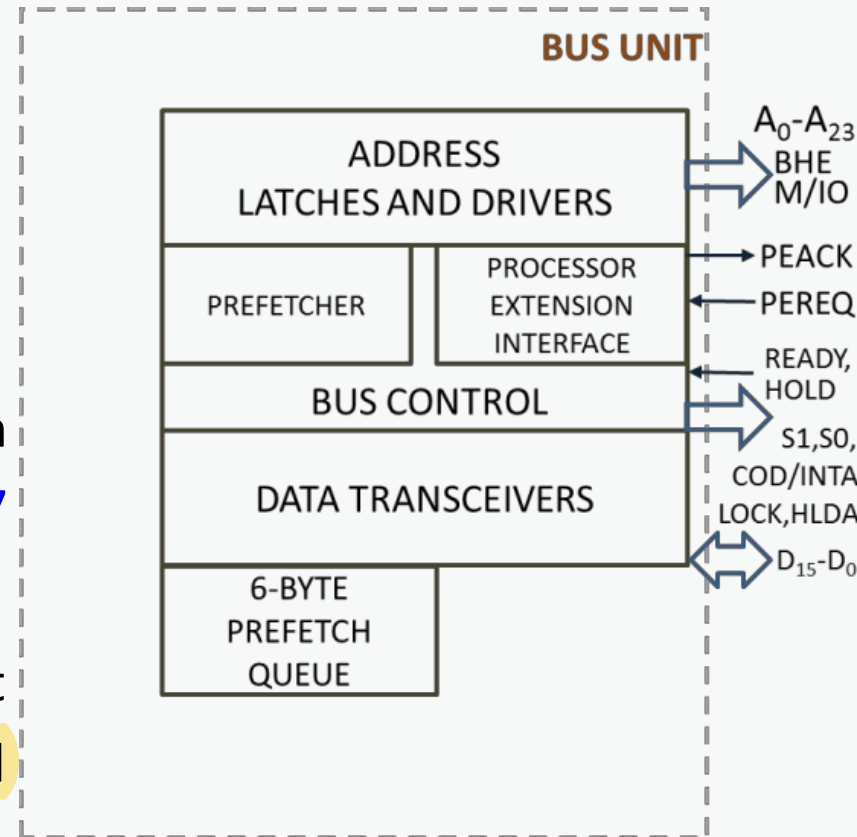 BUS UNIT
ADDRESS
LATCHES AND DRIVERS
A₀-A₂₃
BHE
M/IO
PREFETCHER
PROCESSOR
EXTENSION
INTERFACE
PEACK
PEREQ
READY,
HOLD
BUS CONTROL
S1,S0,
COD/INTA
LOCK,HLDA
DATA TRANSCEIVERS
D₁₅-D₀
6-BYTE
PREFETCH
QUEUE